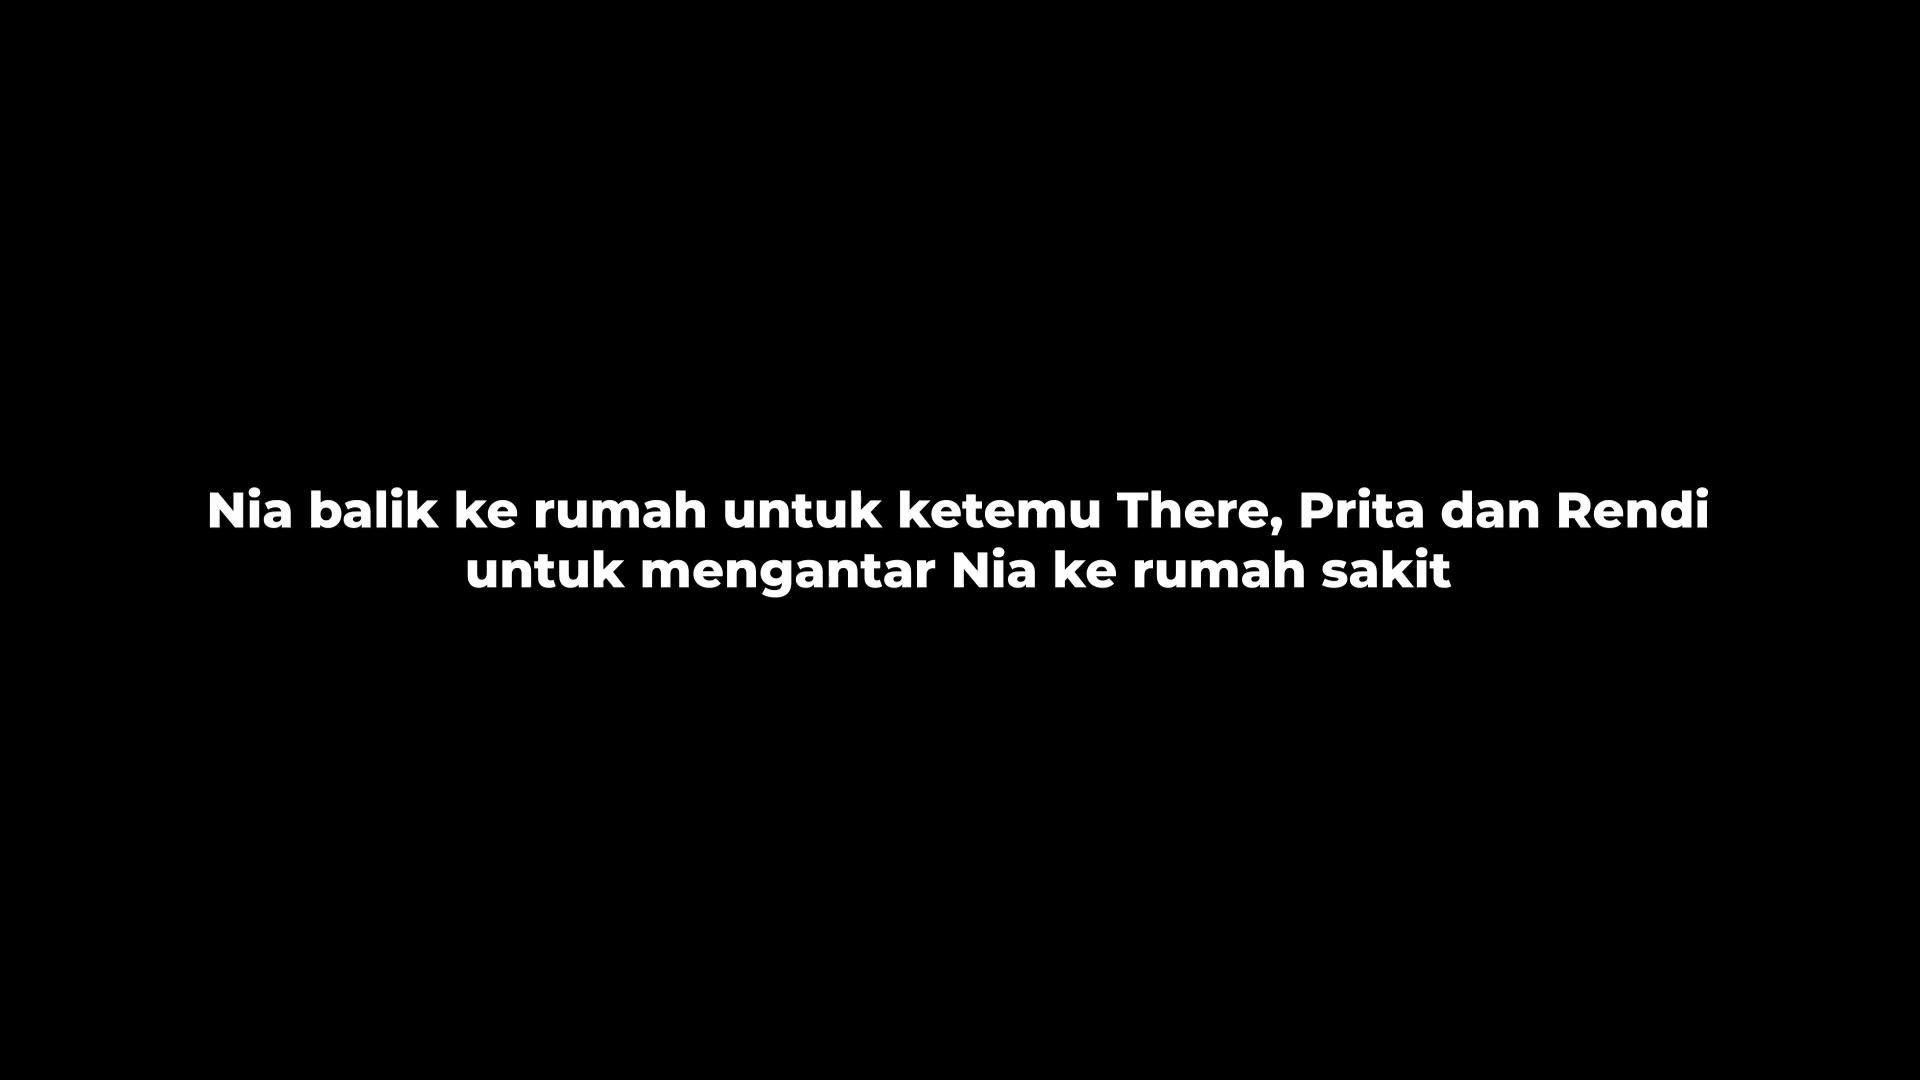 Nia balik ke rumah untuk ketemu There, Prita dan Rendi
untuk mengantar Nia ke rumah sakit